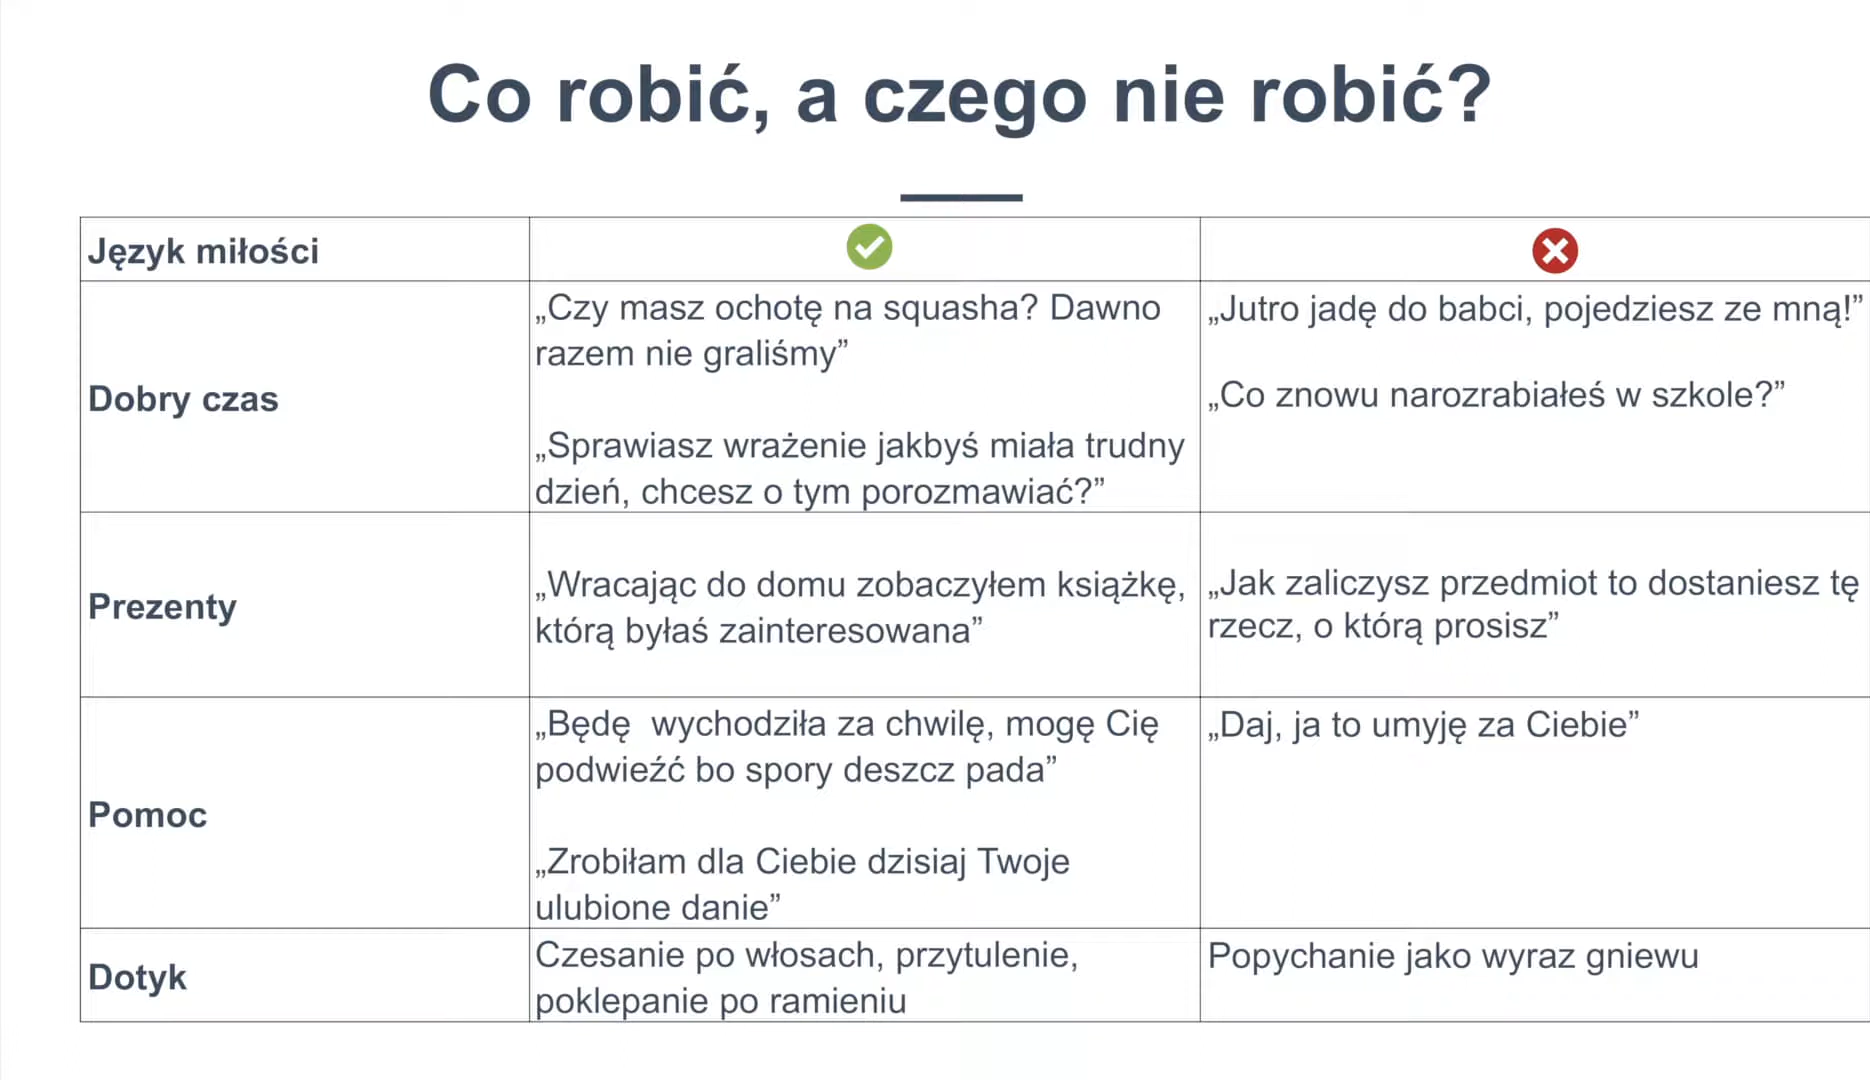 Co robić, a czego nie robić?
Język miłości
Dobry czas
„Czy masz ochotę na squasha? Dawno
razem nie graliśmy”
„Sprawiasz wrażenie jakbyś miała trudny
dzień, chcesz o tym porozmawiać?”
„Jutro jadę do babci, pojedziesz ze mną!”
„Co znowu narozrabiałeś w szkole?”
Prezenty
„Wracając do domu zobaczyłem książkę,
którą byłaś zainteresowana”
„Jak zaliczysz przedmiot to dostaniesz tę
rzecz, o którą prosisz”
Pomoc
„Będę  wychodziła za chwilę, mogę Cię
podwieźć bo spory deszcz pada”
„Zrobiłam dla Ciebie dzisiaj Twoje
ulubione danie”
„Daj, ja to umyję za Ciebie”
Dotyk
Czesanie po włosach, przytulenie,
poklepanie po ramieniu
Popychanie jako wyraz gniewu